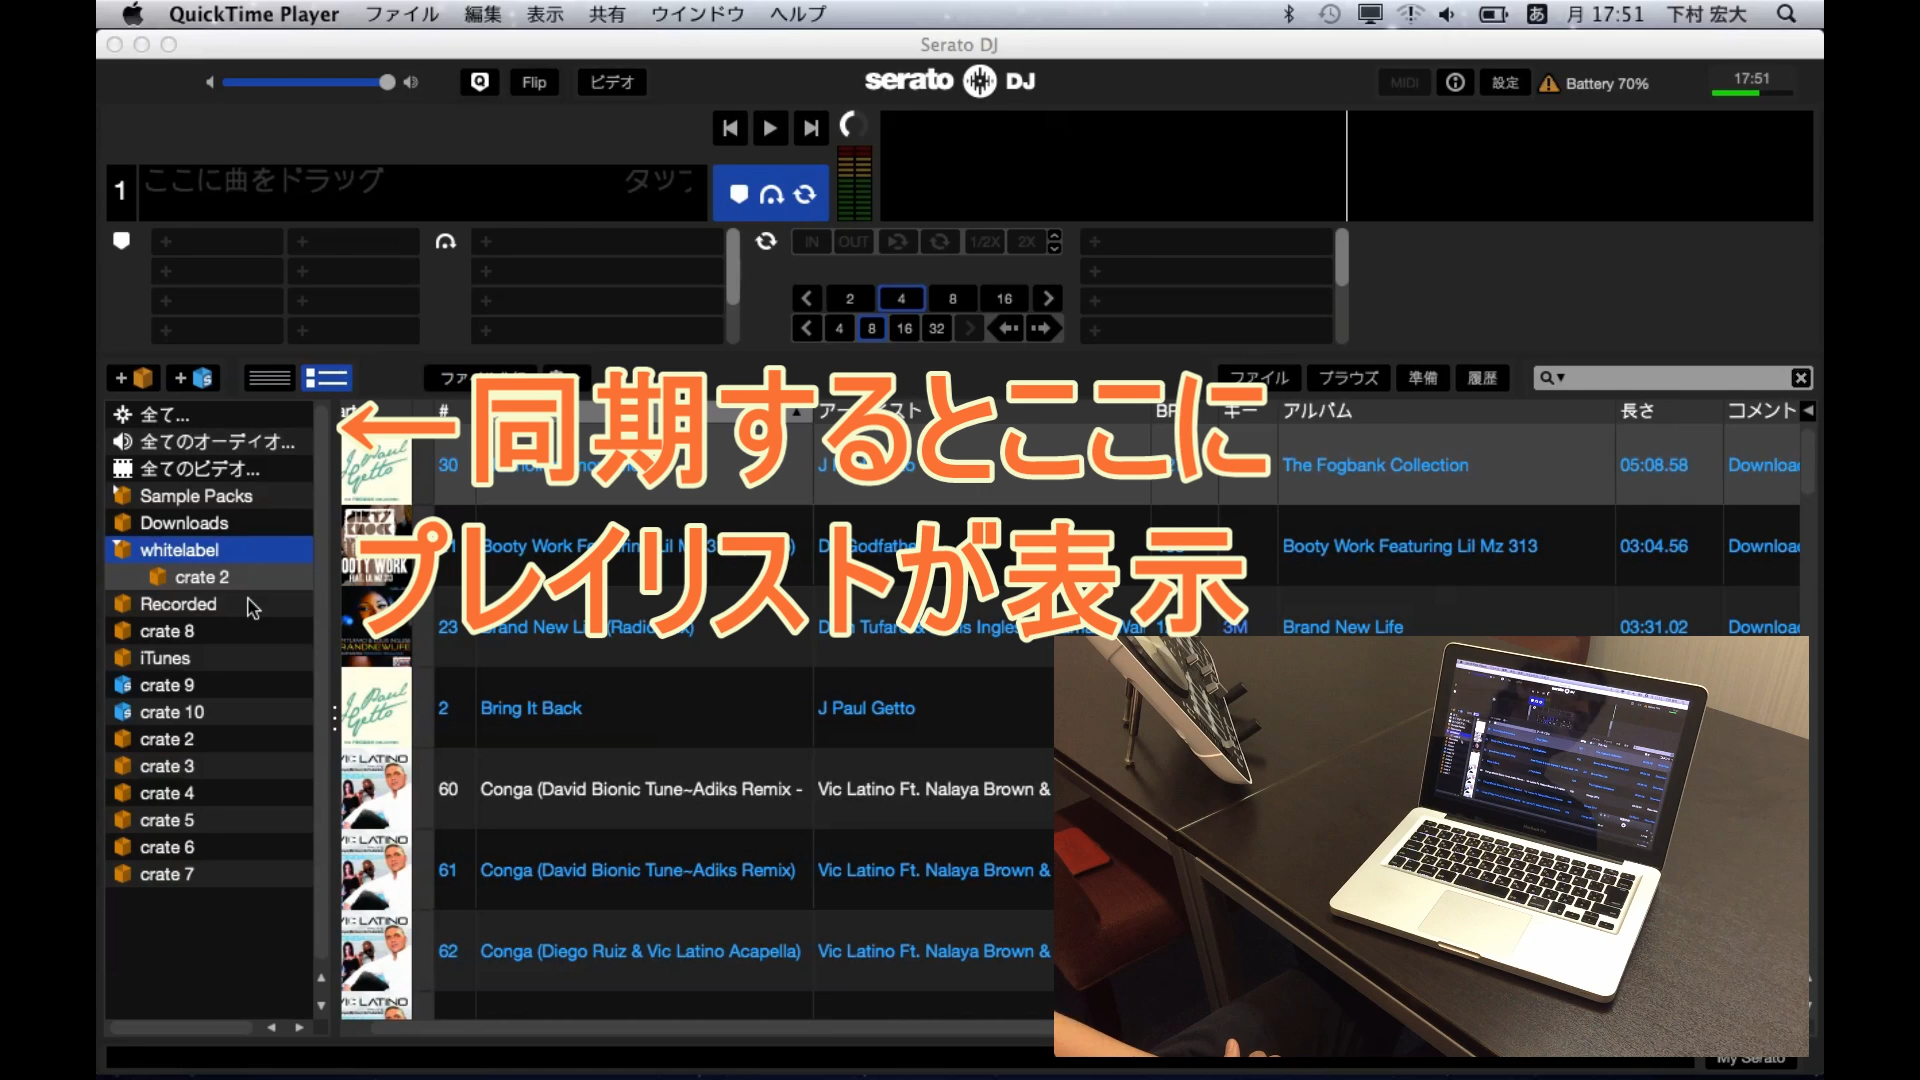 QuickTime Player ファイル 編集 表示 共有 ウインドウ ヘルプ
あ 月 17:51 下村 宏大
Serato DJ
Flip ビデオ
serato DJ
MIDI 設定 Battery 70% 17:51
1 ここに曲をドラッグ
IN OUT 1/2X 2X
2 4 8 16
4 8 16 32
ファイル ブラウズ 準備 履歴
←同期するとここに
プレイリストが表示
全て...
全てのオーディオ...
全てのビデオ...
Sample Packs
Downloads
whitelabel
crate 2
Recorded
crate 8
iTunes
crate 9
crate 10
crate 2
crate 3
crate 4
crate 5
crate 6
crate 7
# キー アルバム 長さ コメント
30 The Fogbank Collection 05:08.58
Booty Work Featuring Lil Mz 313 03:04.56
23 Brand New 3M Brand New Life 03:31.02
2 Bring It Back J Paul Getto
60 Conga (David Bionic Tune~Adiks Remix - Vic Latino Ft. Nalaya Brown &
61 Conga (David Bionic Tune~Adiks Remix) Vic Latino Ft. Nalaya Brown &
62 Conga (Diego Ruiz & Vic Latino Acapella) Vic Latino Ft. Nalaya Brown &
My Serato